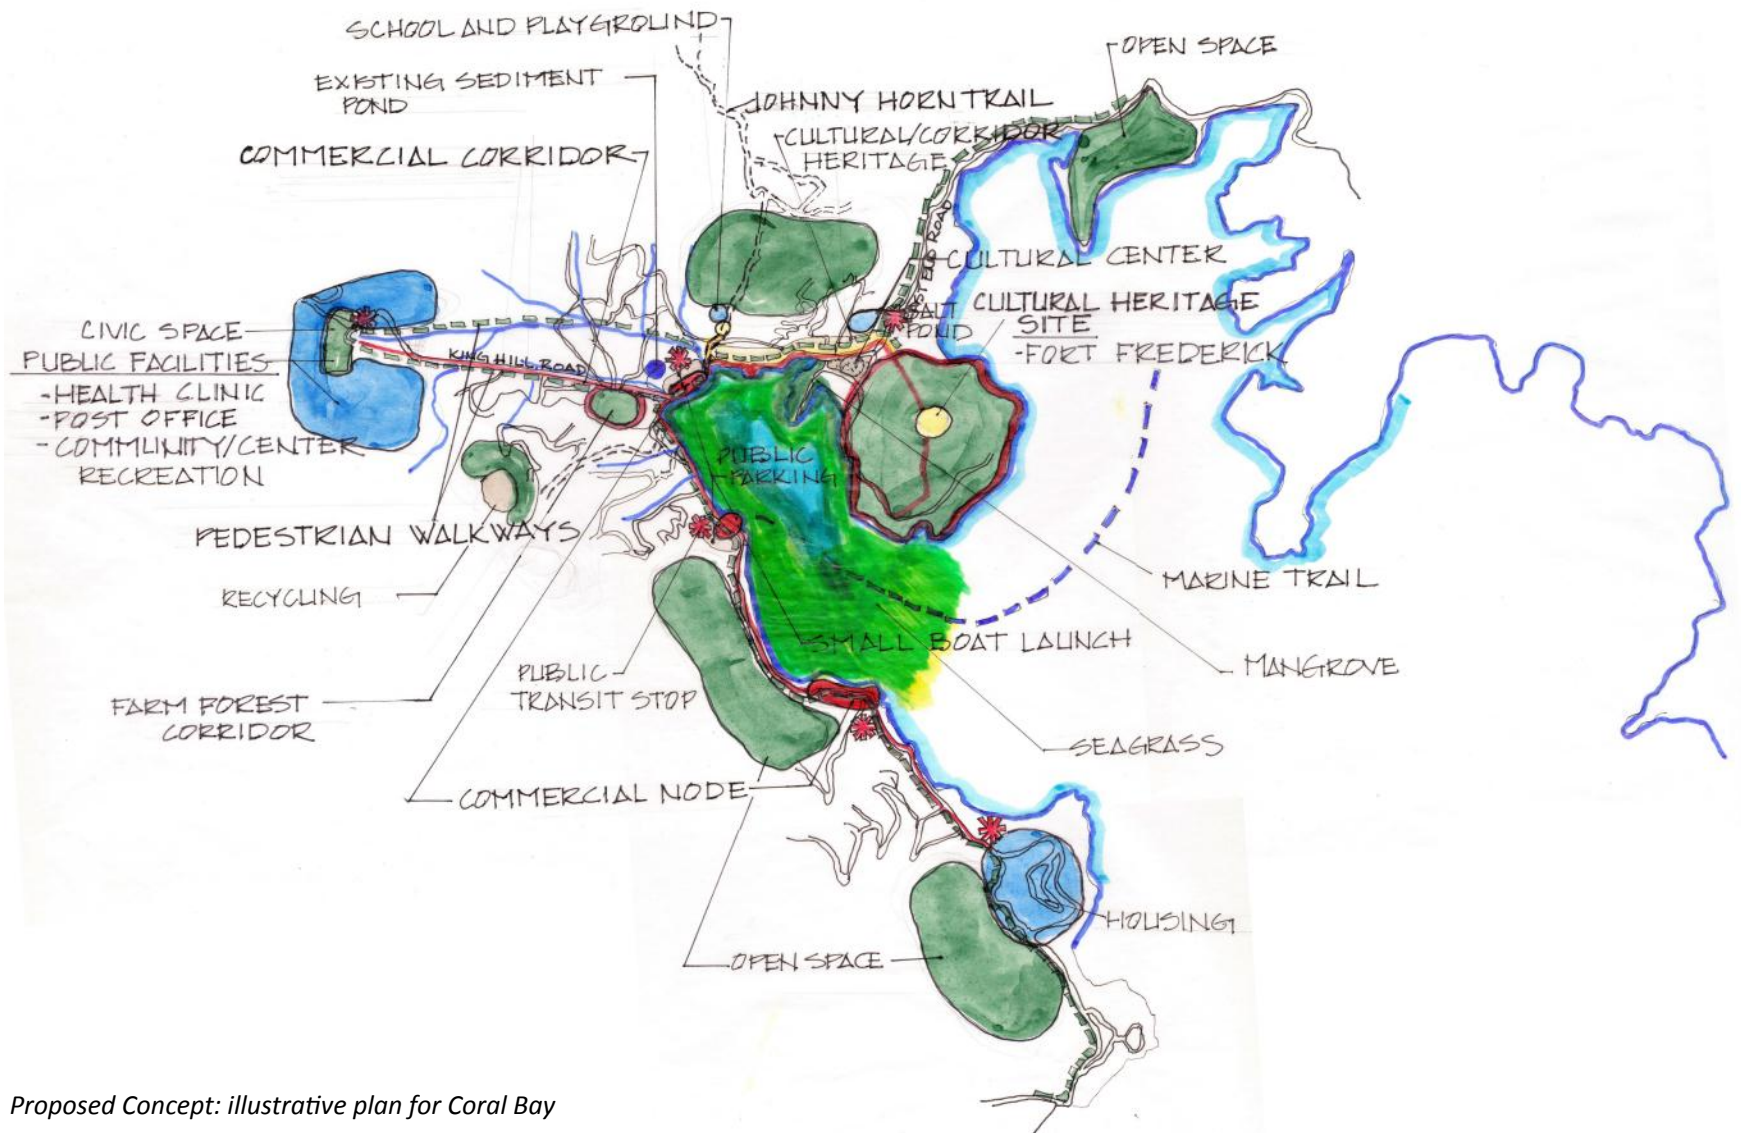 SCHOOL AND PLAYGROUND
OPEN SPACE
EXISTING SEDIMENT
POND
JOHNNY HORN TRAIL
CULTURAL/CORRIDOR
HERITAGE
COMMERCIAL CORRIDOR
CULTURAL CENTER
ROAD
SALT
POND
CULTURAL HERITAGE
SITE
-FORT FREDERICK
CIVIC SPACE
PUBLIC FACILITIES
-HEALTH CLINIC
-POST OFFICE
-COMMUNITY/CENTER
RECREATION
KING HILL ROAD
PUBLIC
PARKING
PEDESTRIAN WALKWAYS
RECYCLING
MARINE TRAIL
SMALL BOAT LAUNCH
MANGROVE
PUBLIC
TRANSIT STOP
FARM FOREST
CORRIDOR
SEAGRASS
COMMERCIAL NODE
HOUSING
OPEN SPACE
Proposed Concept: illustrative plan for Coral Bay